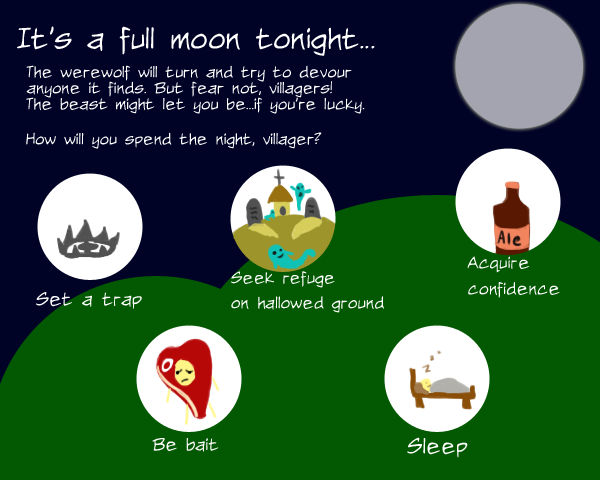 It's a full moon tonight...
The werewolf will turn and try to devour
anyone it finds. But fear not, villagers!
The beast might let you be...if you're lucky.
How will you spend the night, villager?
Ale
Set a trap
Seek refuge
on hallowed ground
Acquire
confidence
z z z
Be bait
Sleep